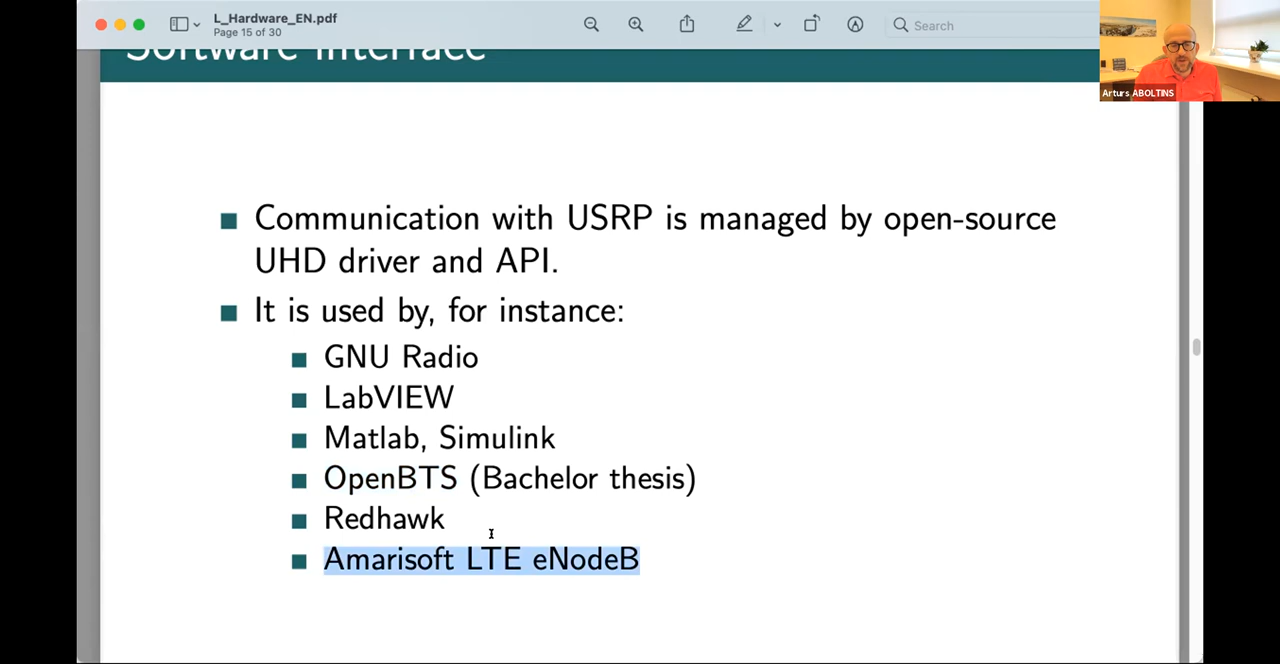 L_Hardware_EN.pdf
Page 15 of 30
Search
Arturs ABOLTINS
Software Interface
Communication with USRP is managed by open-source
UHD driver and API.
It is used by, for instance:
GNU Radio
LabVIEW
Matlab, Simulink
OpenBTS (Bachelor thesis)
Redhawk
Amarisoft LTE eNodeB